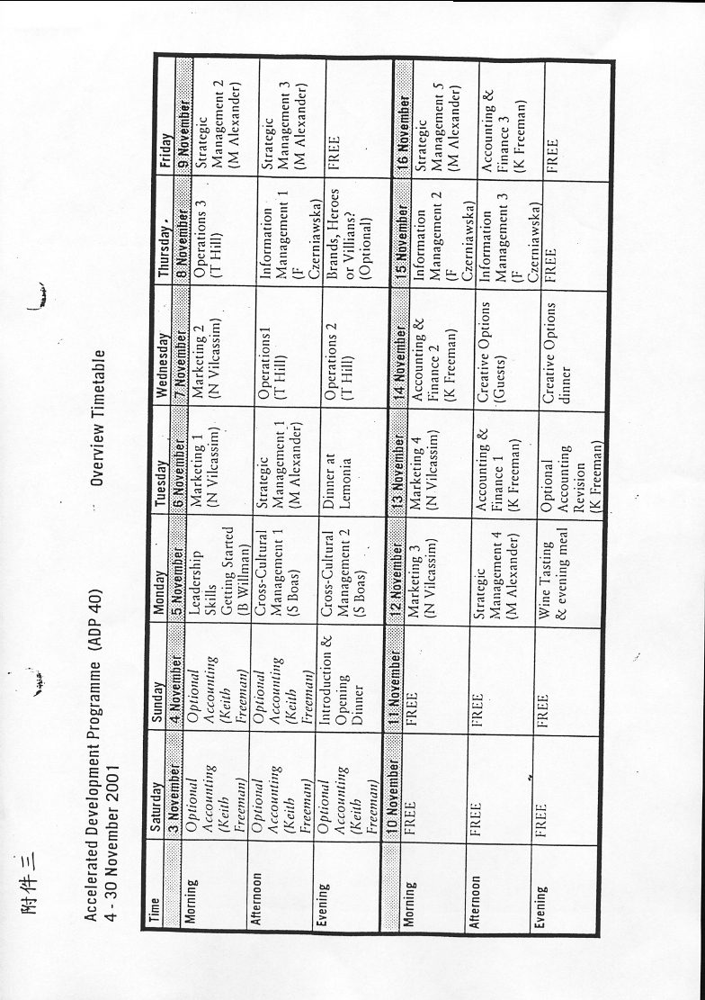 附件三
Accelerated Development Programme (ADP 40) Overview Timetable
4 - 30 November 2001
Time Saturday Sunday Monday Tuesday Wednesday Thursday Friday
3 November 4 November 5 November 6 November 7 November 8 November 9 November
Morning
Optional
Accounting
(Keith
Freeman)
Optional
Accounting
(Keith
Freeman)
Leadership
Skills
Getting Started
(B Willman)
Marketing 1
(N Vilcassim)
Marketing 2
(N Vilcassim)
Operations 3
(T Hill)
Strategic
Management 2
(M Alexander)
Afternoon
Optional
Accounting
(Keith
Freeman)
Optional
Accounting
(Keith
Freeman)
Cross-Cultural
Management 1
(S Boas)
Strategic
Management 1
(M Alexander)
Operations1
(T Hill)
Information
Management 1
(F
Czerniawska)
Strategic
Management 3
(M Alexander)
Evening
Optional
Accounting
(Keith
Freeman)
Introduction &
Opening
Dinner
Cross-Cultural
Management 2
(S Boas)
Dinner at
Lemonia
Operations 2
(T Hill)
Brands, Heroes
or Villians?
(Optional)
FREE
10 November 11 November 12 November 13 November 14 November 15 November 16 November
Morning
FREE
FREE
Marketing 3
(N Vilcassim)
Marketing 4
(N Vilcassim)
Accounting &
Finance 2
(K Freeman)
Information
Management 2
(F
Czerniawska)
Strategic
Management 5
(M Alexander)
Afternoon
FREE
FREE
Strategic
Management 4
(M Alexander)
Accounting &
Finance 1
(K Freeman)
Creative Options
(Guests)
Information
Management 3
(F
Czerniawska)
Accounting &
Finance 3
(K Freeman)
Evening
FREE
FREE
Wine Tasting
& evening meal
Optional
Accounting
Revision
(K Freeman)
Creative Options
dinner
FREE
FREE